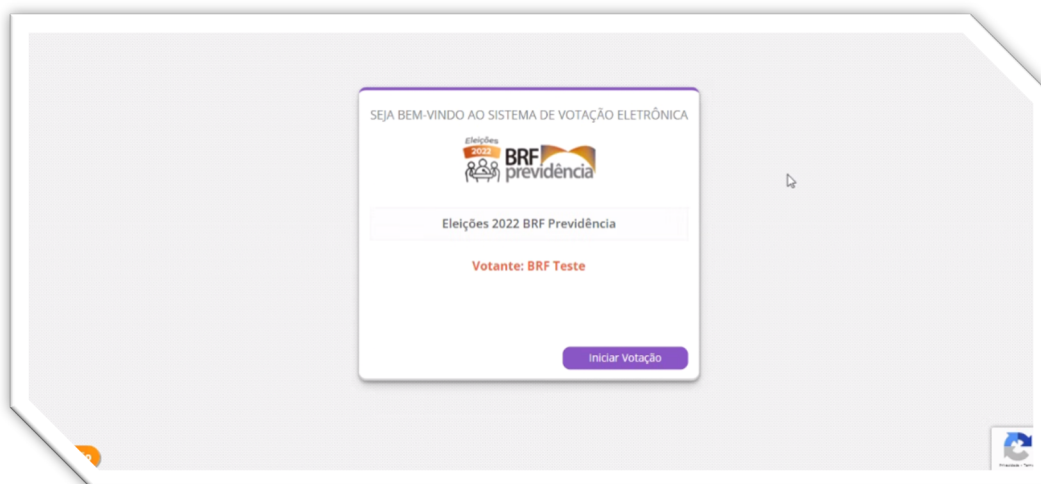 SEJA BEM-VINDO AO SISTEMA DE VOTAÇÃO ELETRÔNICA
Eleições
2022
BRF
previdência
Eleições 2022 BRF Previdência
Votante: BRF Teste
Iniciar Votação